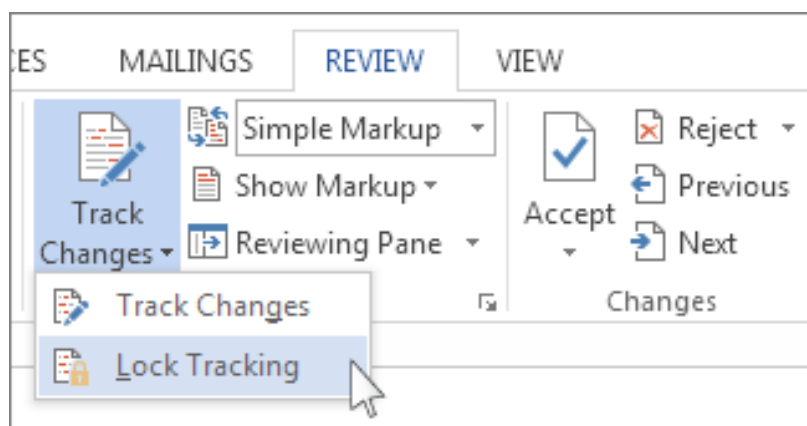 MAILINGS REVIEW VIEW
Track
Changes
Simple Markup
Show Markup
Reviewing Pane
Accept
Reject
Previous
Next
Changes
Track Changes
Lock Tracking